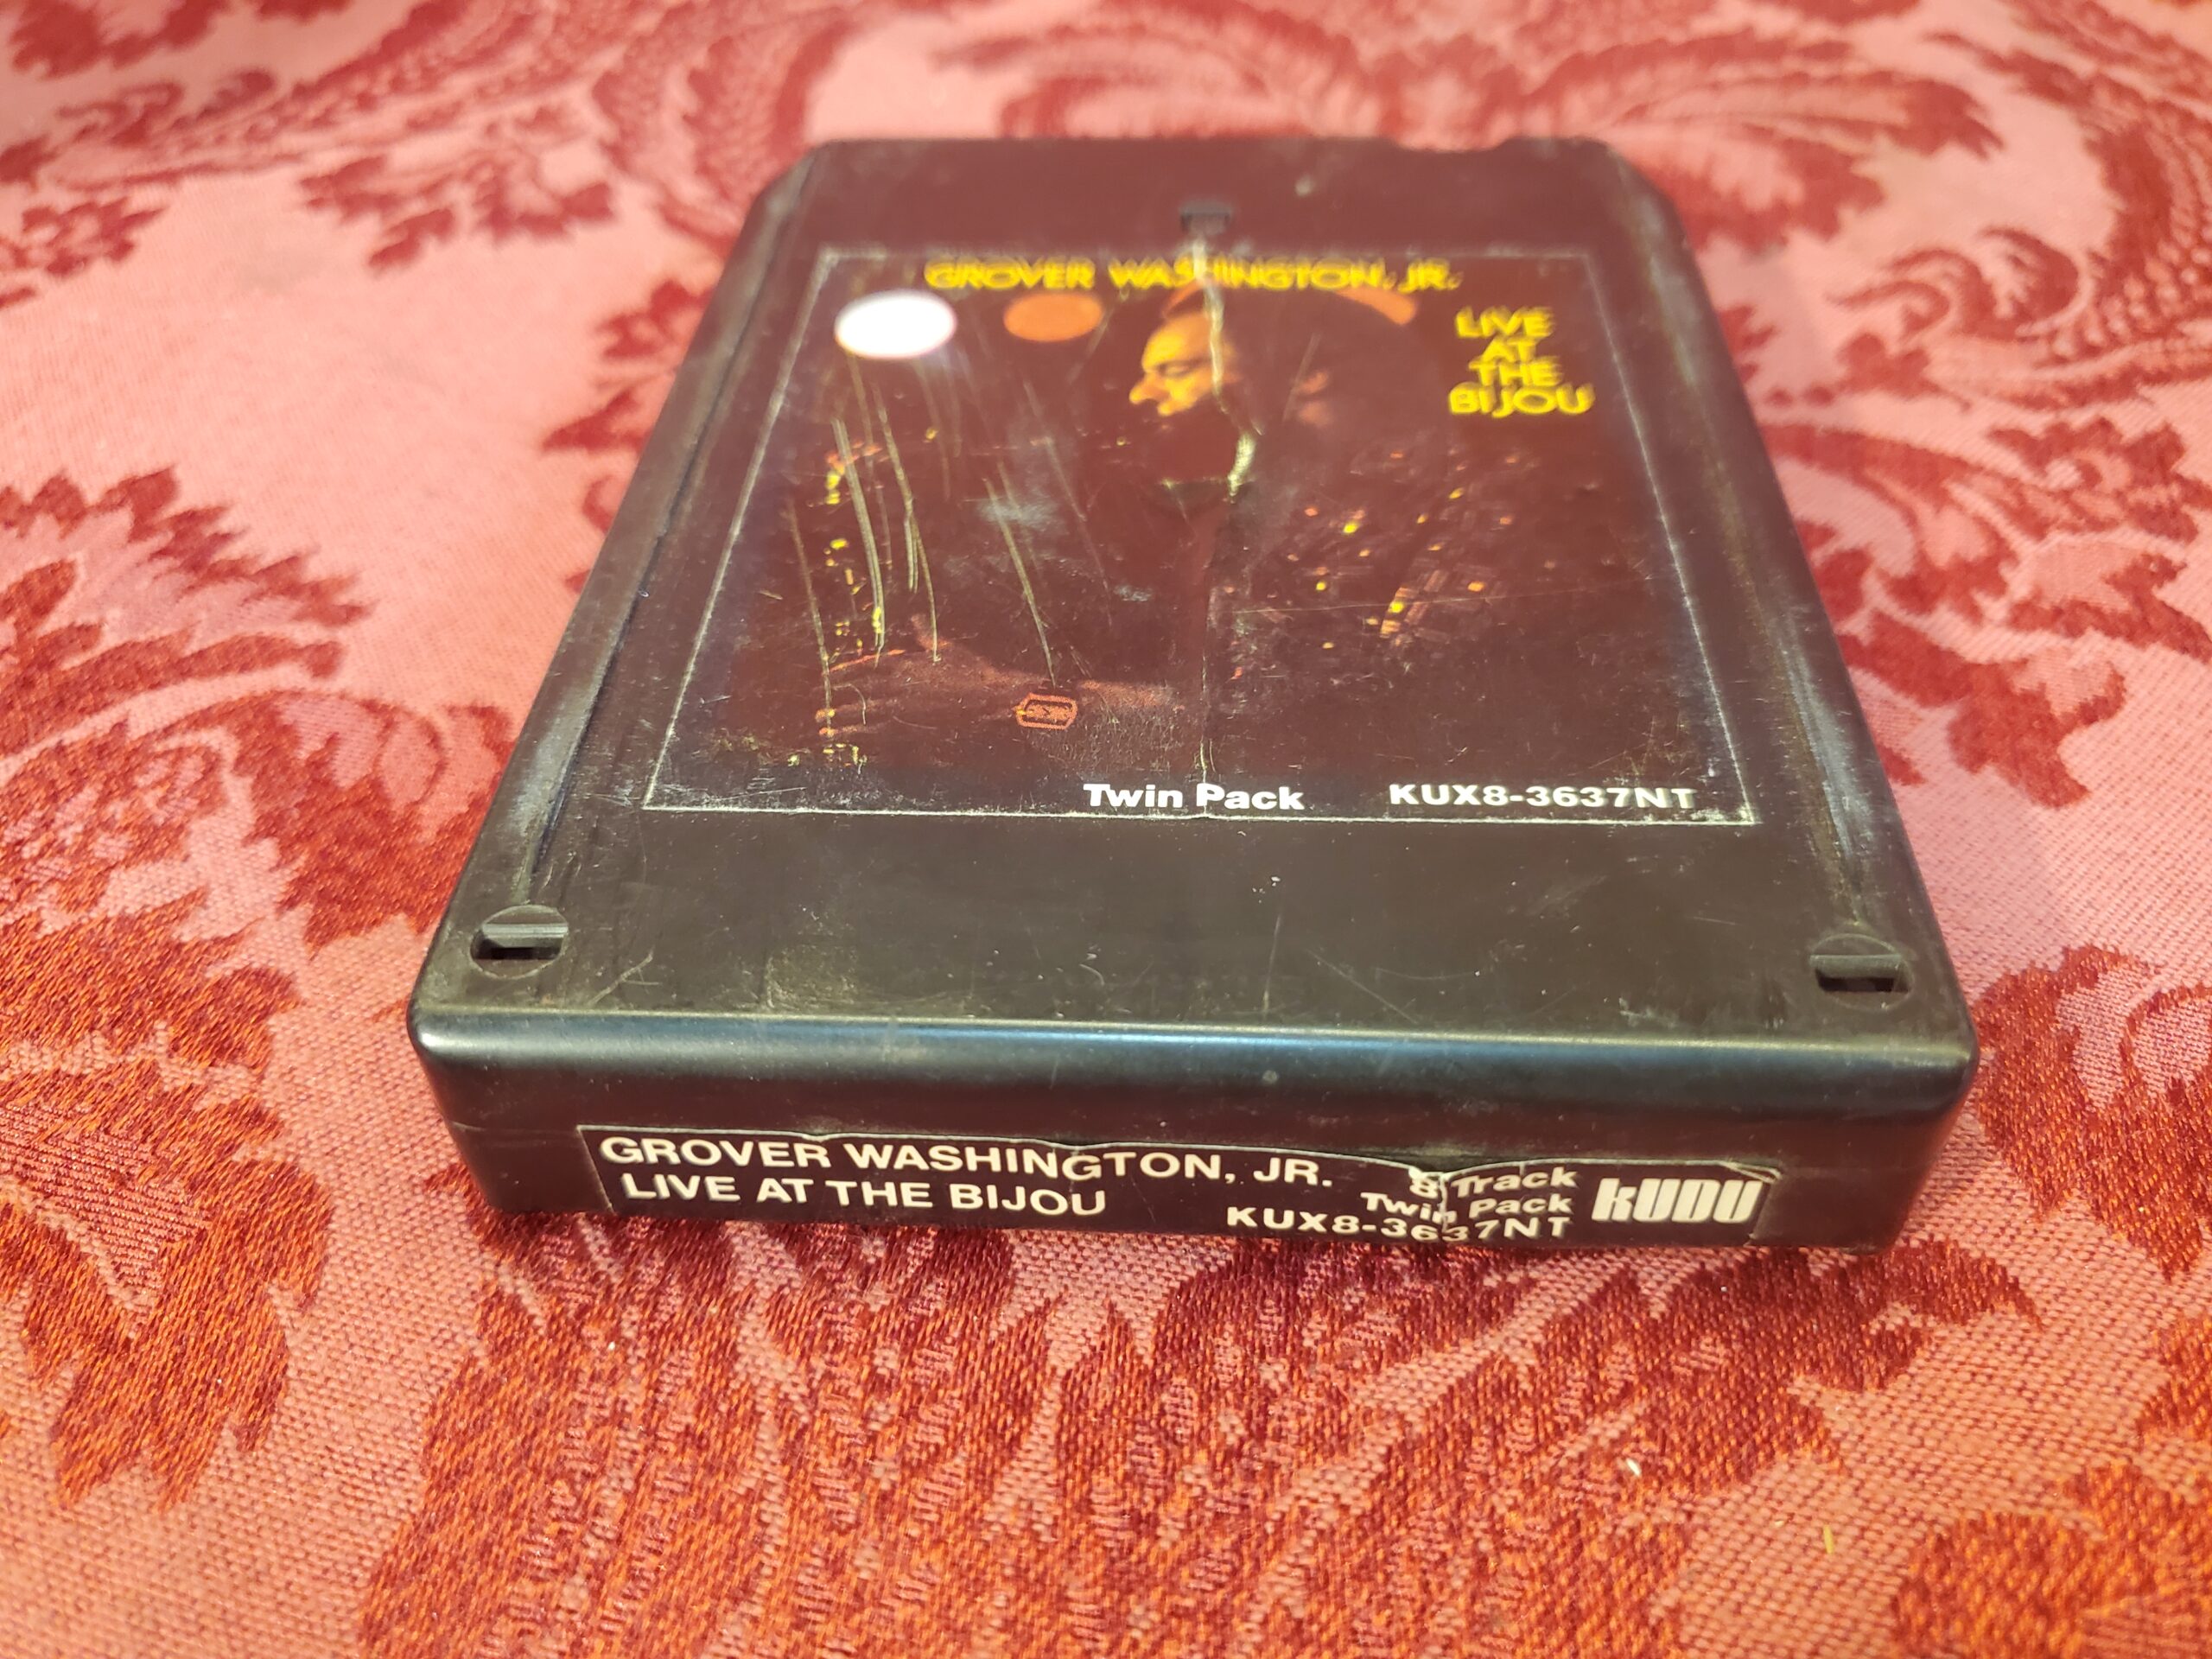 GROVER WASHINGTON, JR.
LIVE
AT
THE
BIJOU
Twin Pack KUX8-3637NT
GROVER WASHINGTON, JR.
LIVE AT THE BIJOU
8 Track
Twin Pack
KUX8-3637NT
KUDU